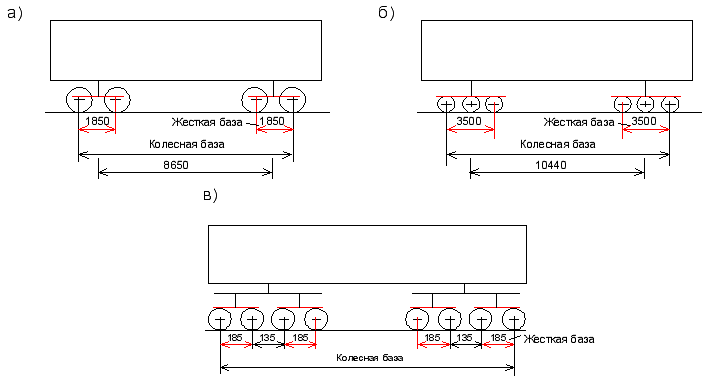 а)
1850
Жесткая база
1850
Колесная база
8650
б)
3500
Жесткая база
3500
Колесная база
10440
в)
185
135
185
185
135
185
Жесткая база
Колесная база